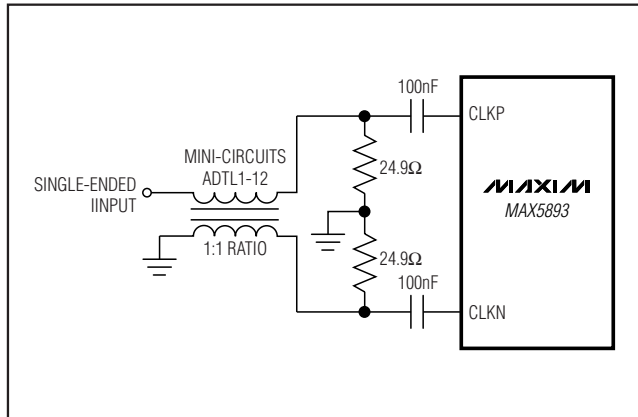 100nF
CLKP
MINI-CIRCUITS
ADTL1-12
24.9Ω
SINGLE-ENDED
IINPUT
MAXIM
MAX5893
1:1 RATIO
24.9Ω
100nF
CLKN